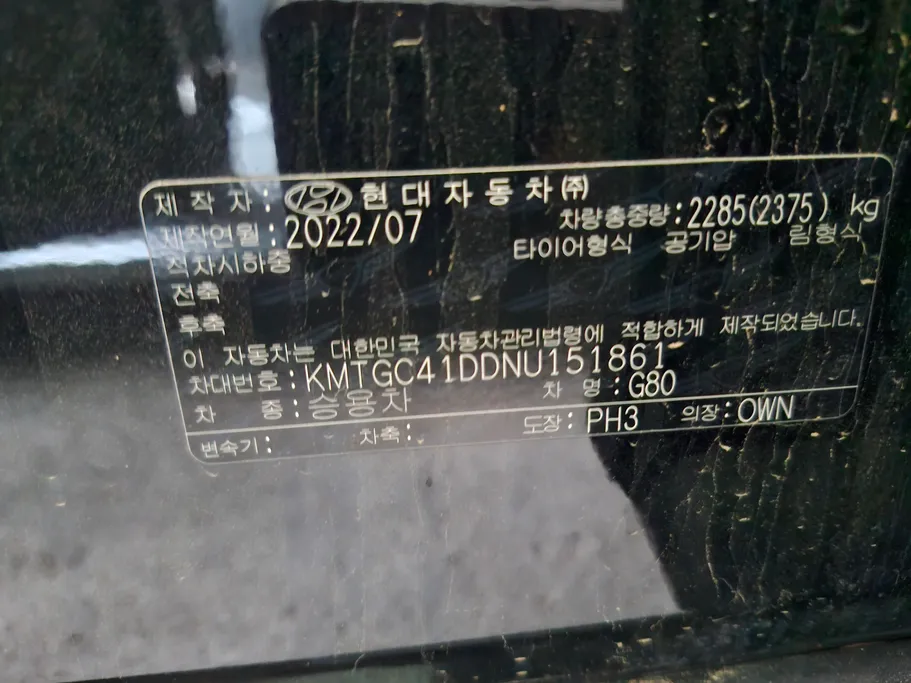 제 작 자 : 현대자동차(주)
제작연월 : 2022/07 차량총중량 : 2285(2375) kg
적차시하중 타이어형식 공기압 림형식
전축
후축
이 자동차는 대한민국 자동차관리법령에 적합하게 제작되었습니다.
차대번호 : KMTGC41DDNU151861
차 종 : 승용차 차 명 : G80
변속기 : 차축 : 도장 : PH3 의장 : OWN